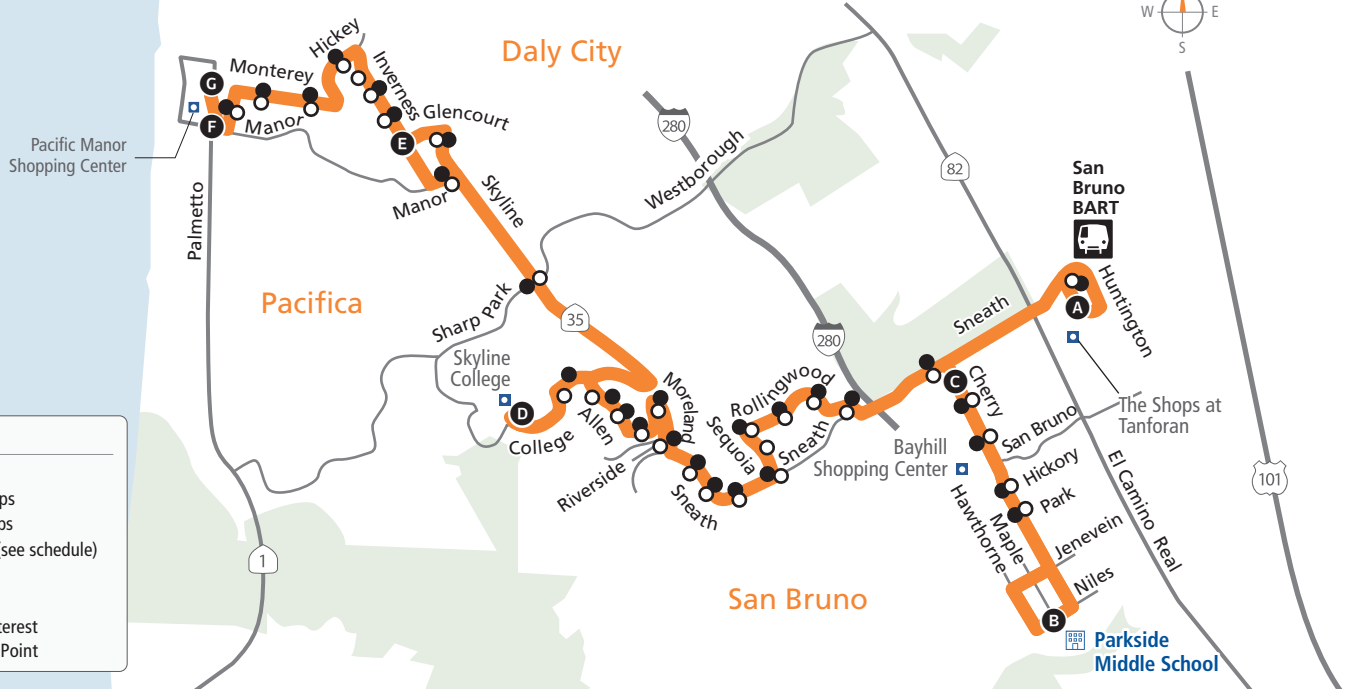 W
E
S
Daly City
Hickey
Monterey
Inverness
G
Glencourt
Manor
F
E
Pacific Manor
Shopping Center
280
Westborough
82
San
Bruno
BART
Skyline
Manor
Palmetto
Huntington
Pacifica
Sharp Park
35
A
Sneath
280
Skyline
College
Moreland
Rollingwood
C
Cherry
The Shops at
Tanforan
D
Allen
College
Sequoia
Sneath
San Bruno
Bayhill
Shopping Center
Riverside
Hickory
El Camino Real
101
Sneath
Hawthorne
Maple
Park
ps
ps
(see schedule)
Jenevein
1
Niles
San Bruno
terest
Point
B
Parkside
Middle School